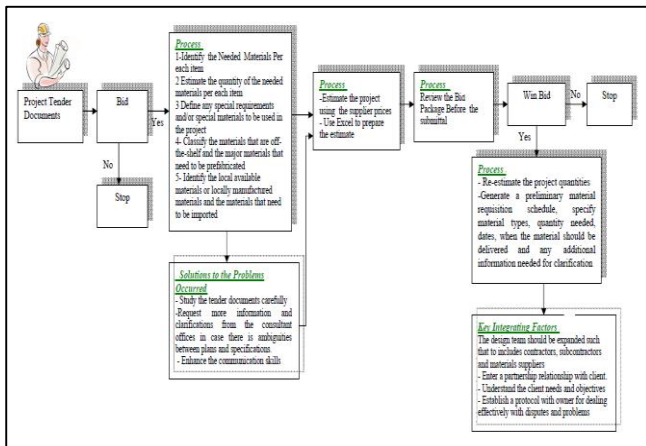 Project Tender
Documents
Bid
Yes
No
Stop
Process
1-Identify the Needed Materials Per
each item
2 Estimate the quantity of the needed
materials per each item
3 Define any special requirements
and/or special materials to be used in
the project
4- Classify the materials that are off-
the-shelf and the major materials that
need to be prefabricated
5- Identify the local available
materials or locally manufactured
materials and the materials that need
to be imported
Solutions to the Problems
Occurred
- Study the tender documents carefully
-Request more information and
clarifications from the consultant
offices in case there is ambiguities
between plans and specifications.
- Enhance the communication skills
Process
-Estimate the project
using the supplier prices
- Use Excel to prepare
the estimate
Process
Review the Bid
Package Before the
submittal
Win Bid
No
Stop
Yes
Process
- Re-estimate the project quantities
-Generate a preliminary material
requisition schedule, specify
material types, quantity needed,
dates, when the material should be
delivered and any additional
information needed for clarification
Key Integrating Factors
The design team should be expanded such
that to includes contractors, subcontractors
and materials suppliers
- Enter a partnership relationship with client.
- Understand the client needs and objectives
- Establish a protocol with owner for dealing
effectively with disputes and problems